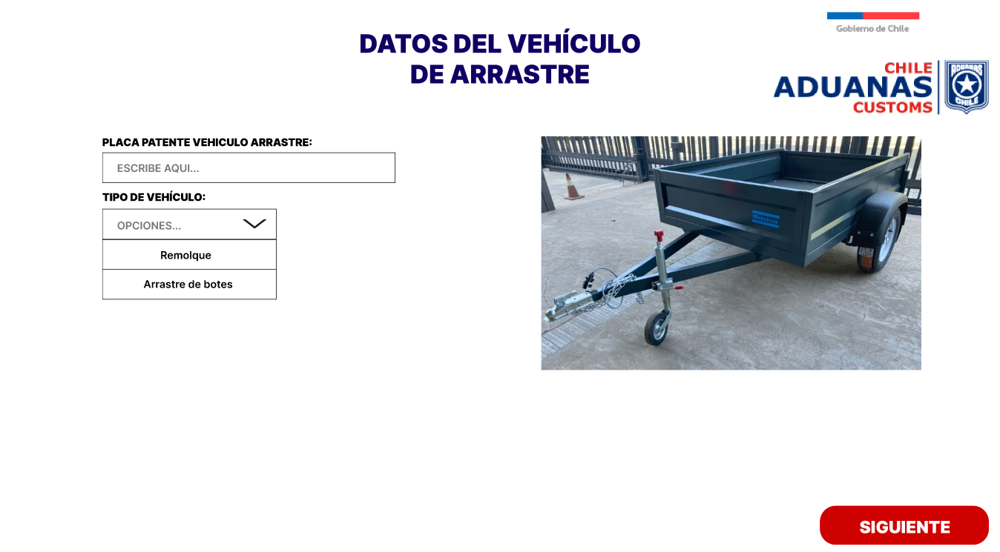 Gobierno de Chile
DATOS DEL VEHÍCULO
DE ARRASTRE
CHILE
ADUANAS
CUSTOMS
ADUANAS
CHILE
PLACA PATENTE VEHICULO ARRASTRE:
ESCRIBE AQUI...
TIPO DE VEHÍCULO:
OPCIONES...
Remolque
Arrastre de botes
Metalcar
SIGUIENTE